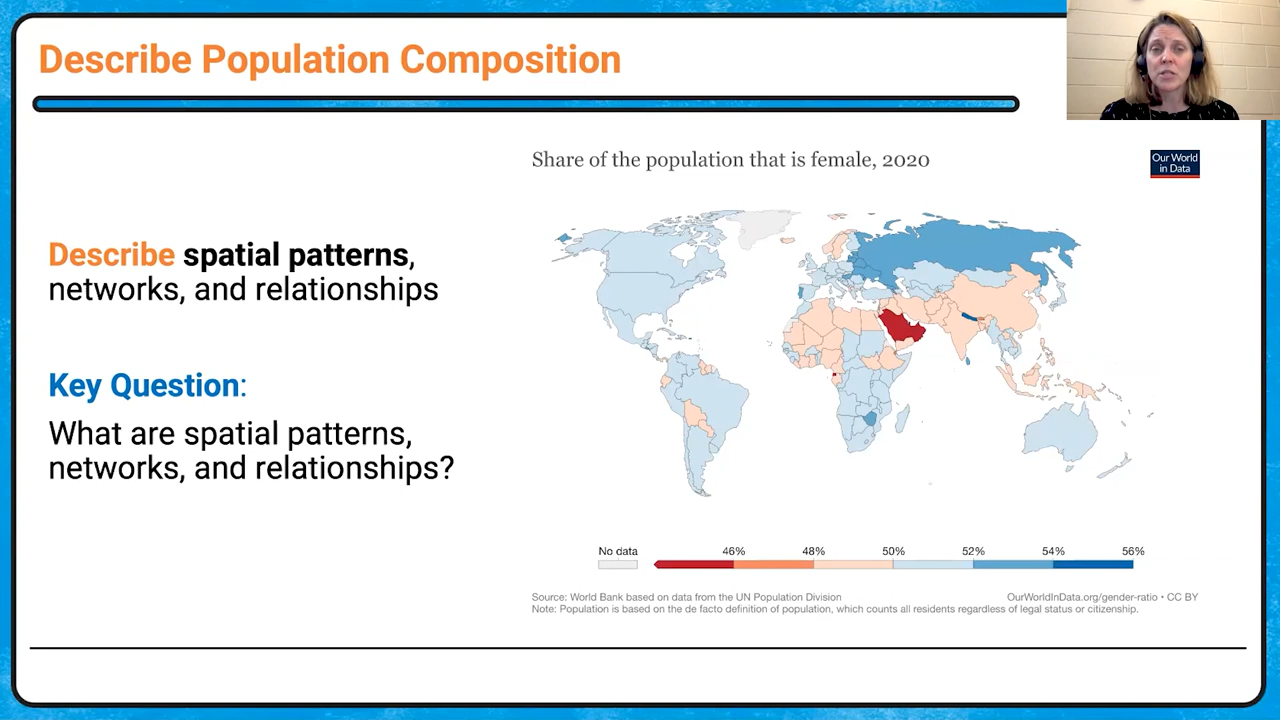 Describe Population Composition
Describe spatial patterns,
networks, and relationships
Key Question:
What are spatial patterns,
networks, and relationships?
Share of the population that is female, 2020
Our World
in Data
No data
46%
48%
50%
52%
54%
56%
Source: World Bank based on data from the UN Population Division
OurWorldInData.org/gender-ratio • CC BY
Note: Population is based on the de facto definition of population, which counts all residents regardless of legal status or citizenship.